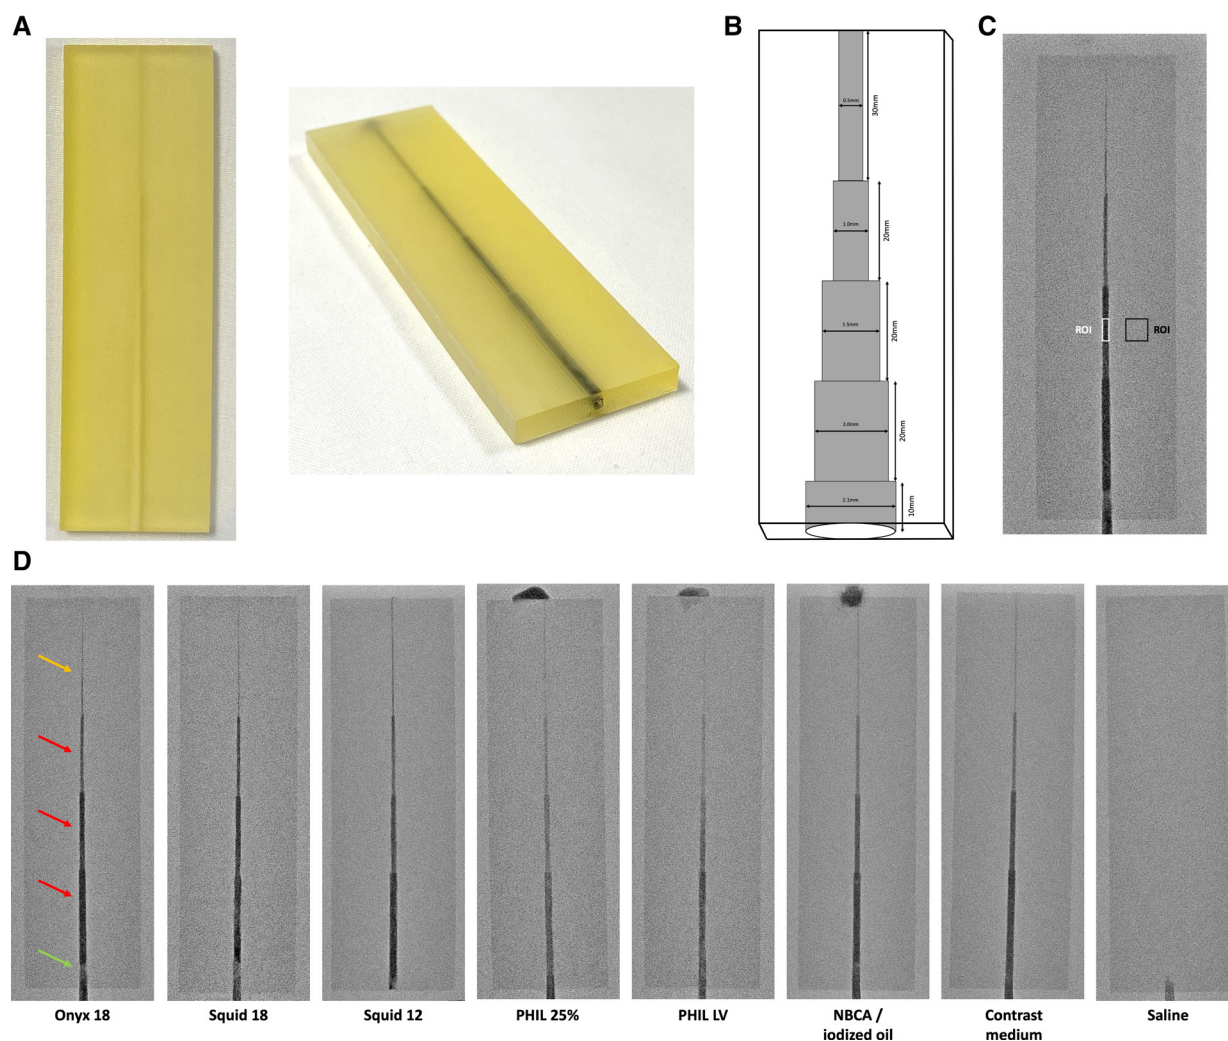 A
B
C
0.5mm
30mm
1.0mm
20mm
1.5mm
20mm
2.0mm
20mm
2.1mm
10mm
ROI
ROI
D
Onyx 18
Squid 18
Squid 12
PHIL 25%
PHIL LV
NBCA /
iodized oil
Contrast
medium
Saline